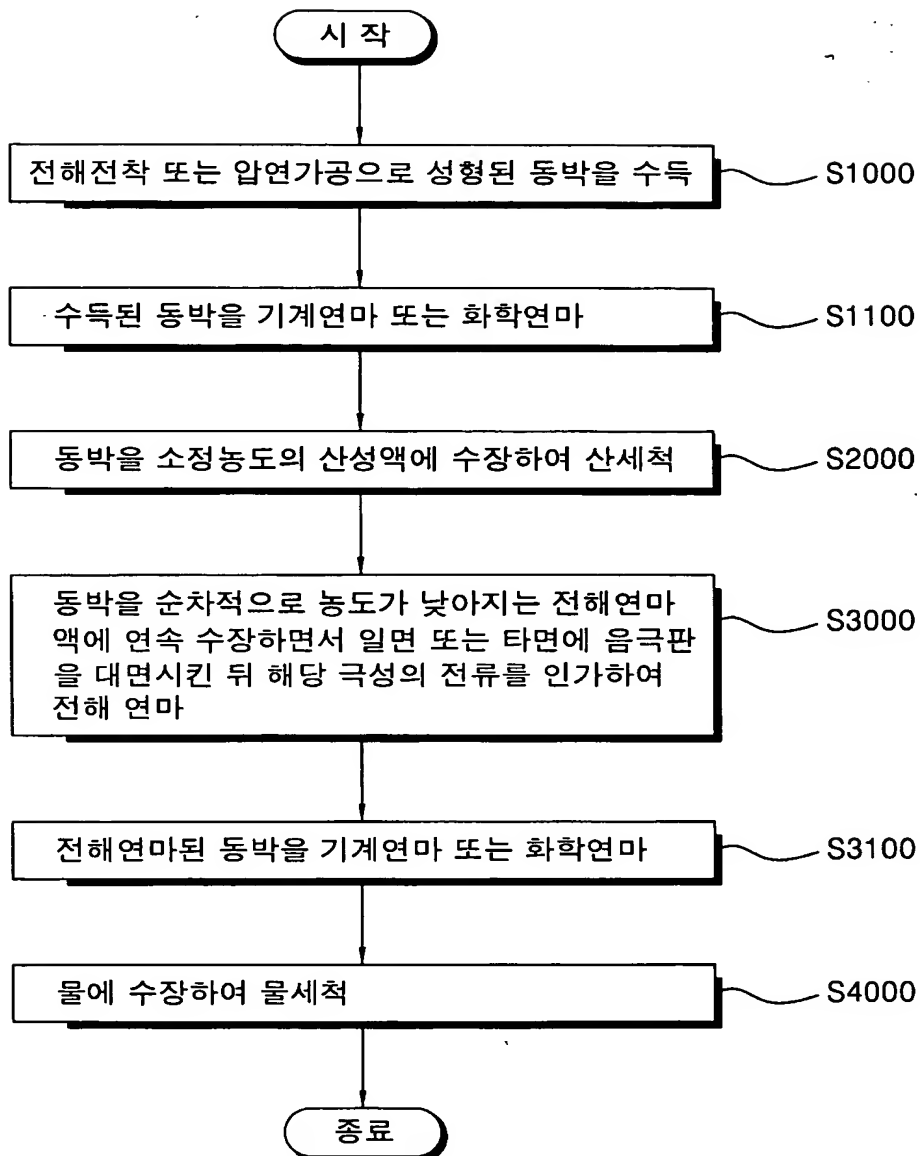 시 작
전해전착 또는 압연가공으로 성형된 동박을 수득
S1000
수득된 동박을 기계연마 또는 화학연마
S1100
동박을 소정농도의 산성액에 수장하여 산세척
S2000
동박을 순차적으로 농도가 낮아지는 전해연마
액에 연속 수장하면서 일면 또는 타면에 음극판
을 대면시킨 뒤 해당 극성의 전류를 인가하여
전해 연마
S3000
전해연마된 동박을 기계연마 또는 화학연마
S3100
물에 수장하여 물세척
S4000
종료